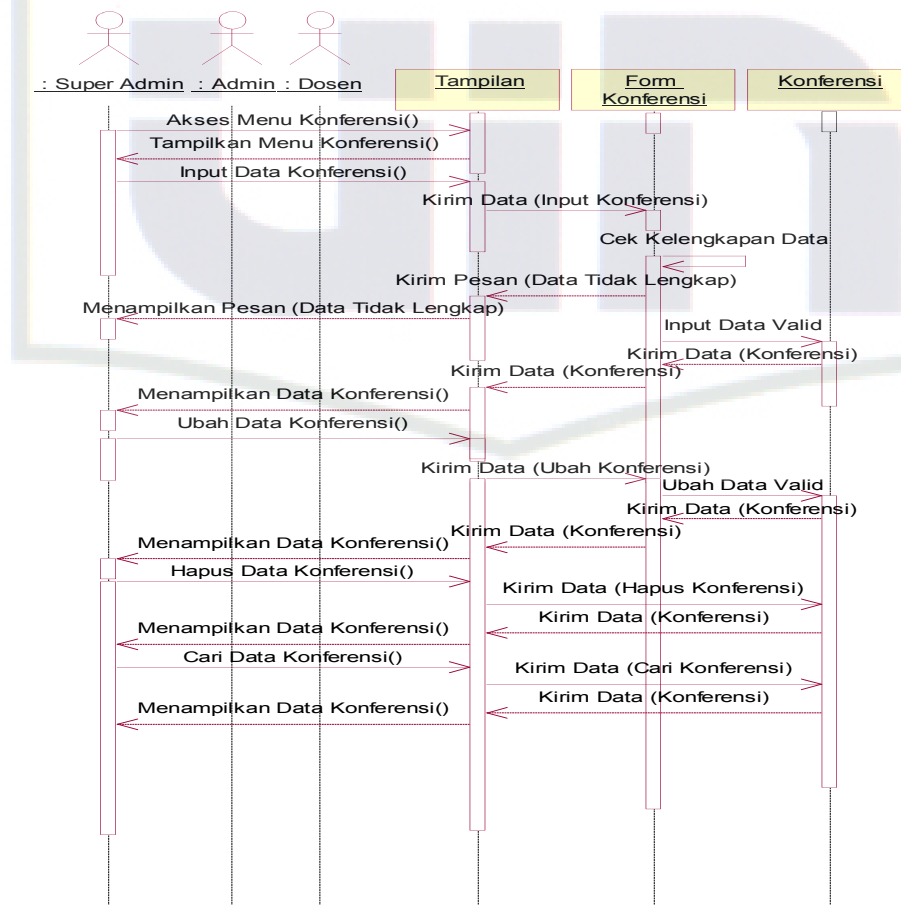 : Super Admin
: Admin
: Dosen
Tampilan
Form
Konferensi
Konferensi
Akses Menu Konferensi()
Tampilkan Menu Konferensi()
Input Data Konferensi()
Kirim Data (Input Konferensi)
Cek Kelengkapan Data
Kirim Pesan (Data Tidak Lengkap)
Menampilkan Pesan (Data Tidak Lengkap)
Input Data Valid
Kirim Data (Konferensi)
Kirim Data (Konferensi)
Menampilkan Data Konferensi()
Ubah Data Konferensi()
Kirim Data (Ubah Konferensi)
Ubah Data Valid
Kirim Data (Konferensi)
Kirim Data (Konferensi)
Menampilkan Data Konferensi()
Hapus Data Konferensi()
Kirim Data (Hapus Konferensi)
Kirim Data (Konferensi)
Menampilkan Data Konferensi()
Cari Data Konferensi()
Kirim Data (Cari Konferensi)
Kirim Data (Konferensi)
Menampilkan Data Konferensi()